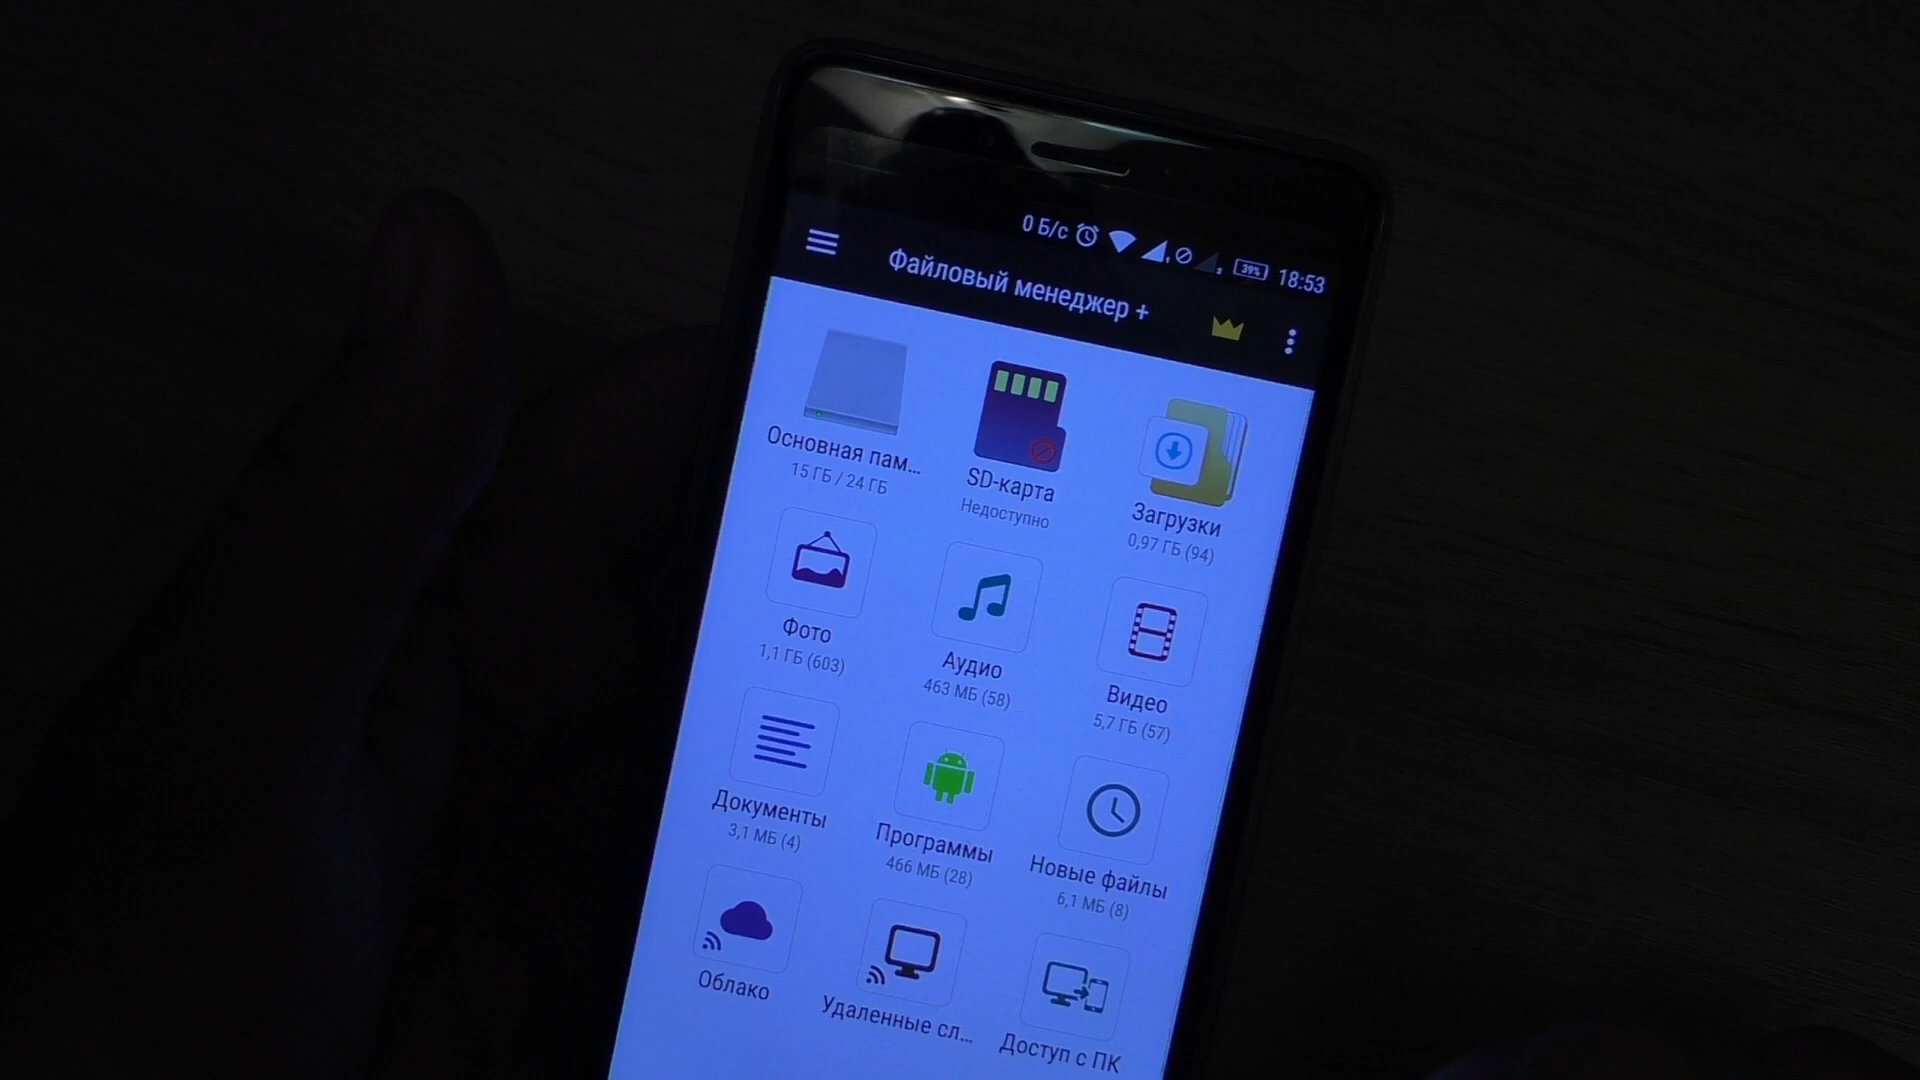 0 Б/с 1 2 39% 18:53
Файловый менеджер +
Основная пам...
15 ГБ / 24 ГБ
SD-карта
Недоступно
Загрузки
0,97 ГБ (94)
Фото
1,1 ГБ (603)
Аудио
463 МБ (58)
Видео
5,7 ГБ (57)
Документы
3,1 МБ (4)
Программы
466 МБ (28)
Новые файлы
6,1 МБ (8)
Облако
Удаленные сл...
Доступ с ПК